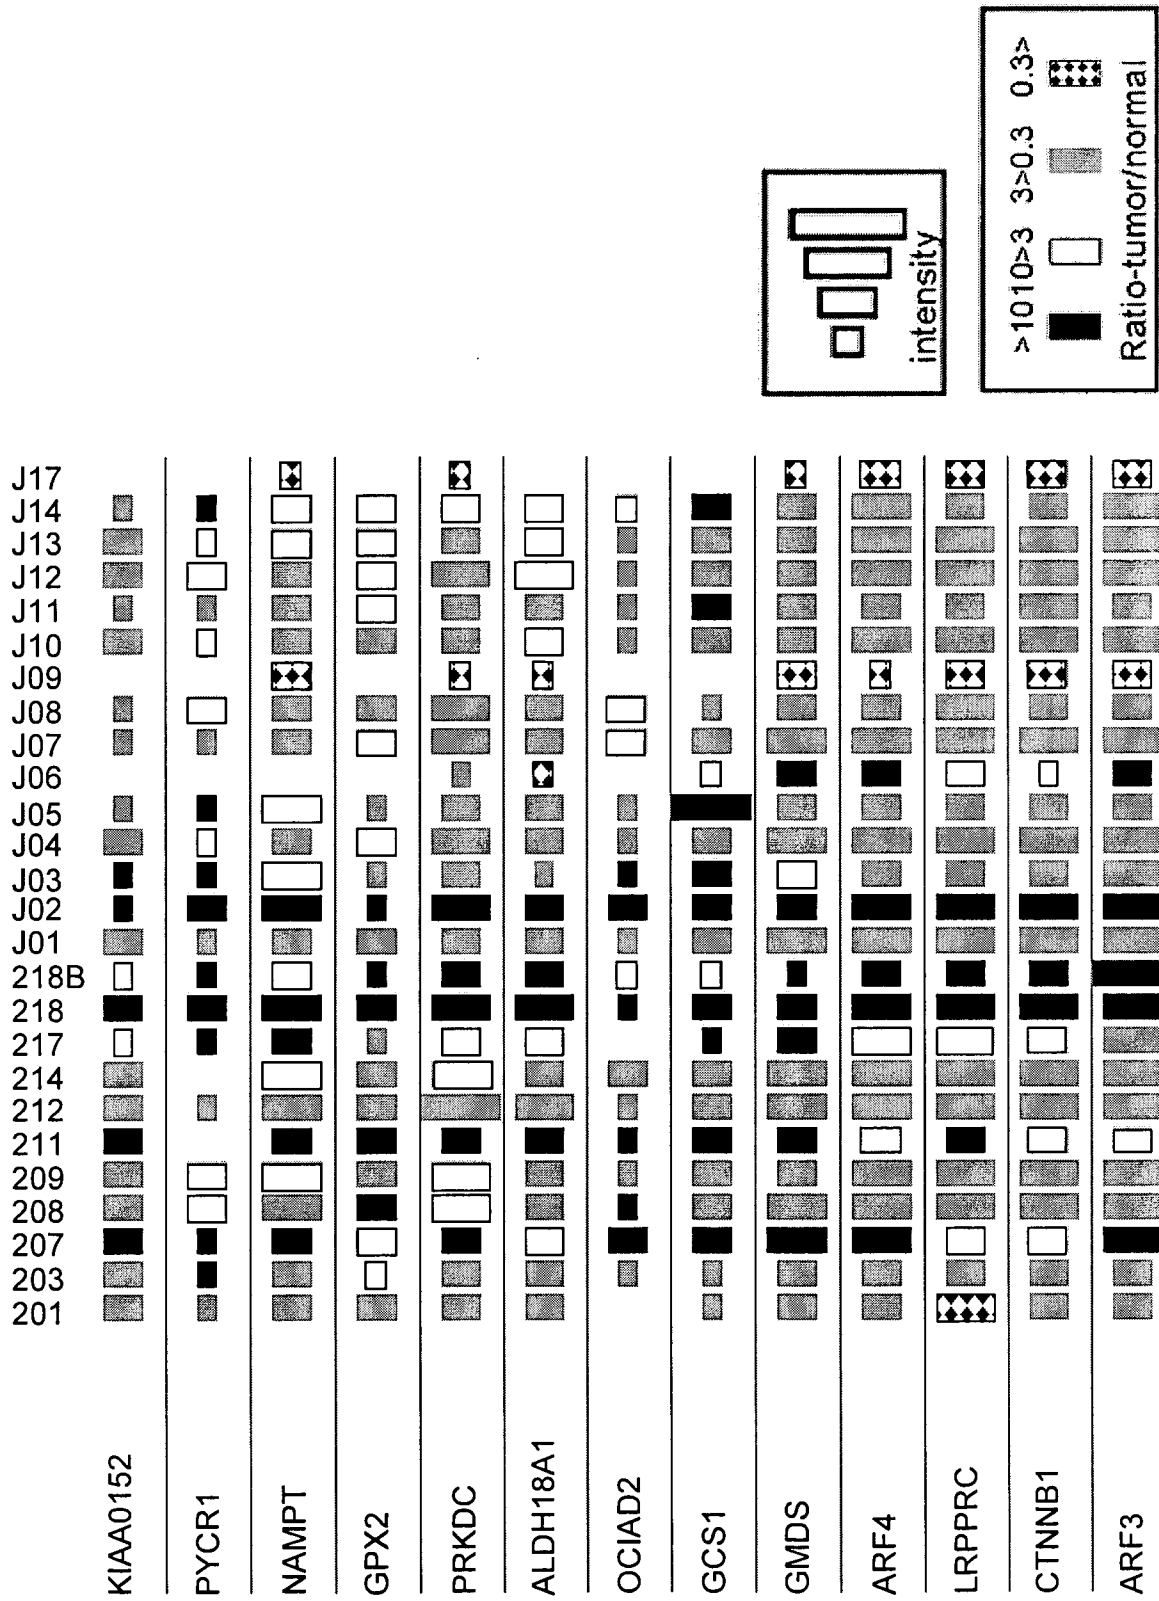 J17
J14
J13
J12
J11
J10
J09
J08
J07
J06
J05
J04
J03
J02
J01
218B
218
217
214
212
211
209
208
207
203
201
KIAA0152
PYCR1
NAMPT
GPX2
PRKDC
ALDH18A1
OCIAD2
GCS1
GMDS
ARF4
LRPPRC
CTNNB1
ARF3
intensity
>10 10>3 3>0.3 0.3>
Ratio-tumor/normal